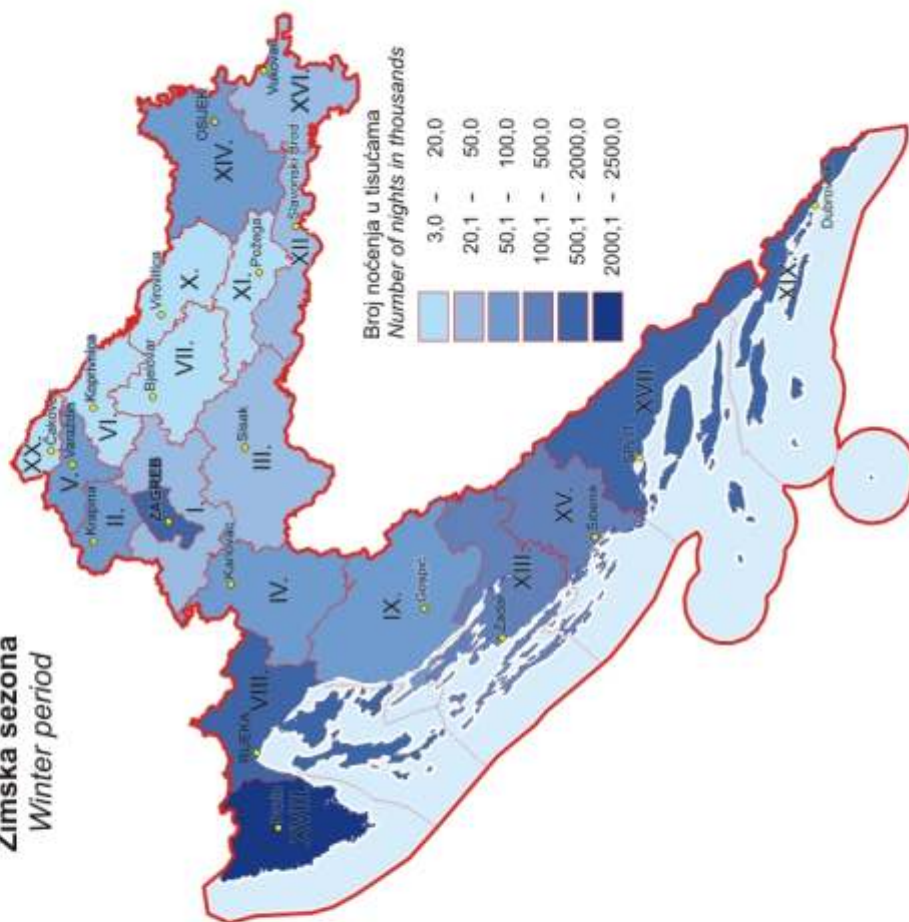 Zimska sezona
Winter period
XX.
Čakovec
Varaždin
V.
Krapina
II.
Koprivnica
VI.
ZAGREB
I.
Bjelovar
VII.
Virovitica
X.
Požega
XI.
OSIJEK
XIV.
Vukovar
XVI.
Slavonski Brod
XII
Sisak
III.
Karlovac
IV.
RIJEKA
VIII.
XVIII.
Gospić
IX.
Zadar
XIII.
Šibenik
XV.
SPLIT
XVII.
Dubrovnik
XIX.
Broj noćenja u tisućama
Number of nights in thousands
3,0 – 20,0
20,1 – 50,0
50,1 – 100,0
100,1 – 500,0
500,1 – 2000,0
2000,1 – 2500,0